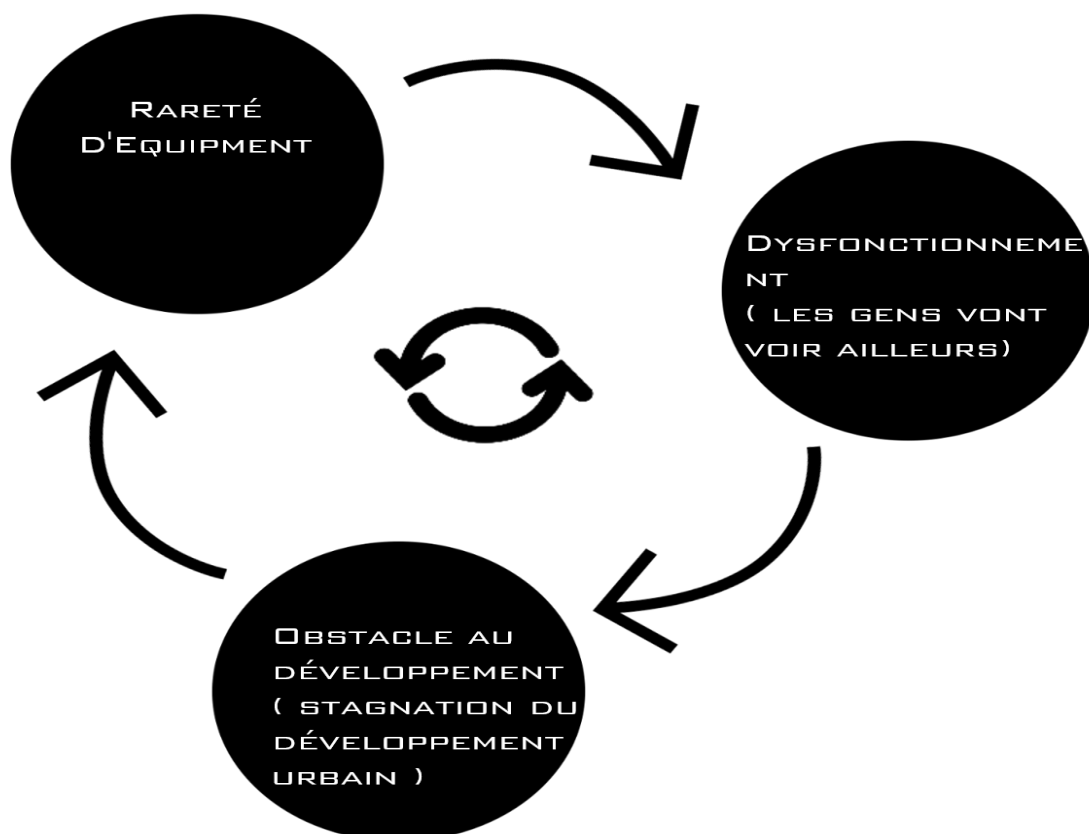 Rareté
D'Equipment
Dysfonctionneme
nt
( les gens vont
voir ailleurs)
Obstacle au
développement
( stagnation du
développement
urbain )